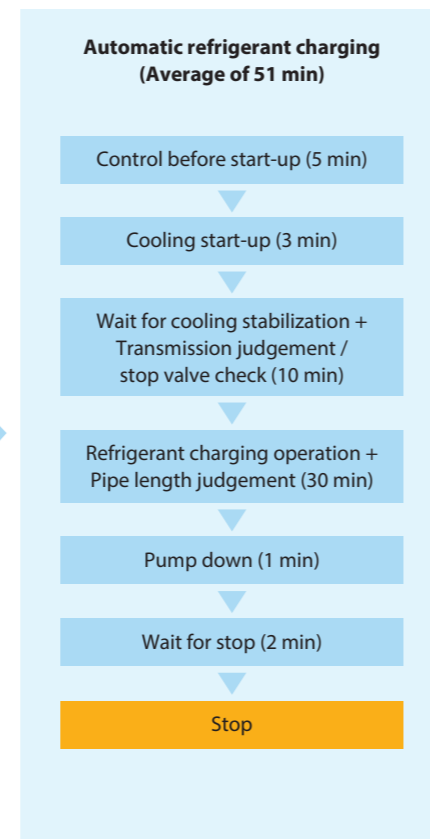 Automatic refrigerant charging
(Average of 51 min)
Control before start-up (5 min)
Cooling start-up (3 min)
Wait for cooling stabilization +
Transmission judgement /
stop valve check (10 min)
Refrigerant charging operation +
Pipe length judgement (30 min)
Pump down (1 min)
Wait for stop (2 min)
Stop